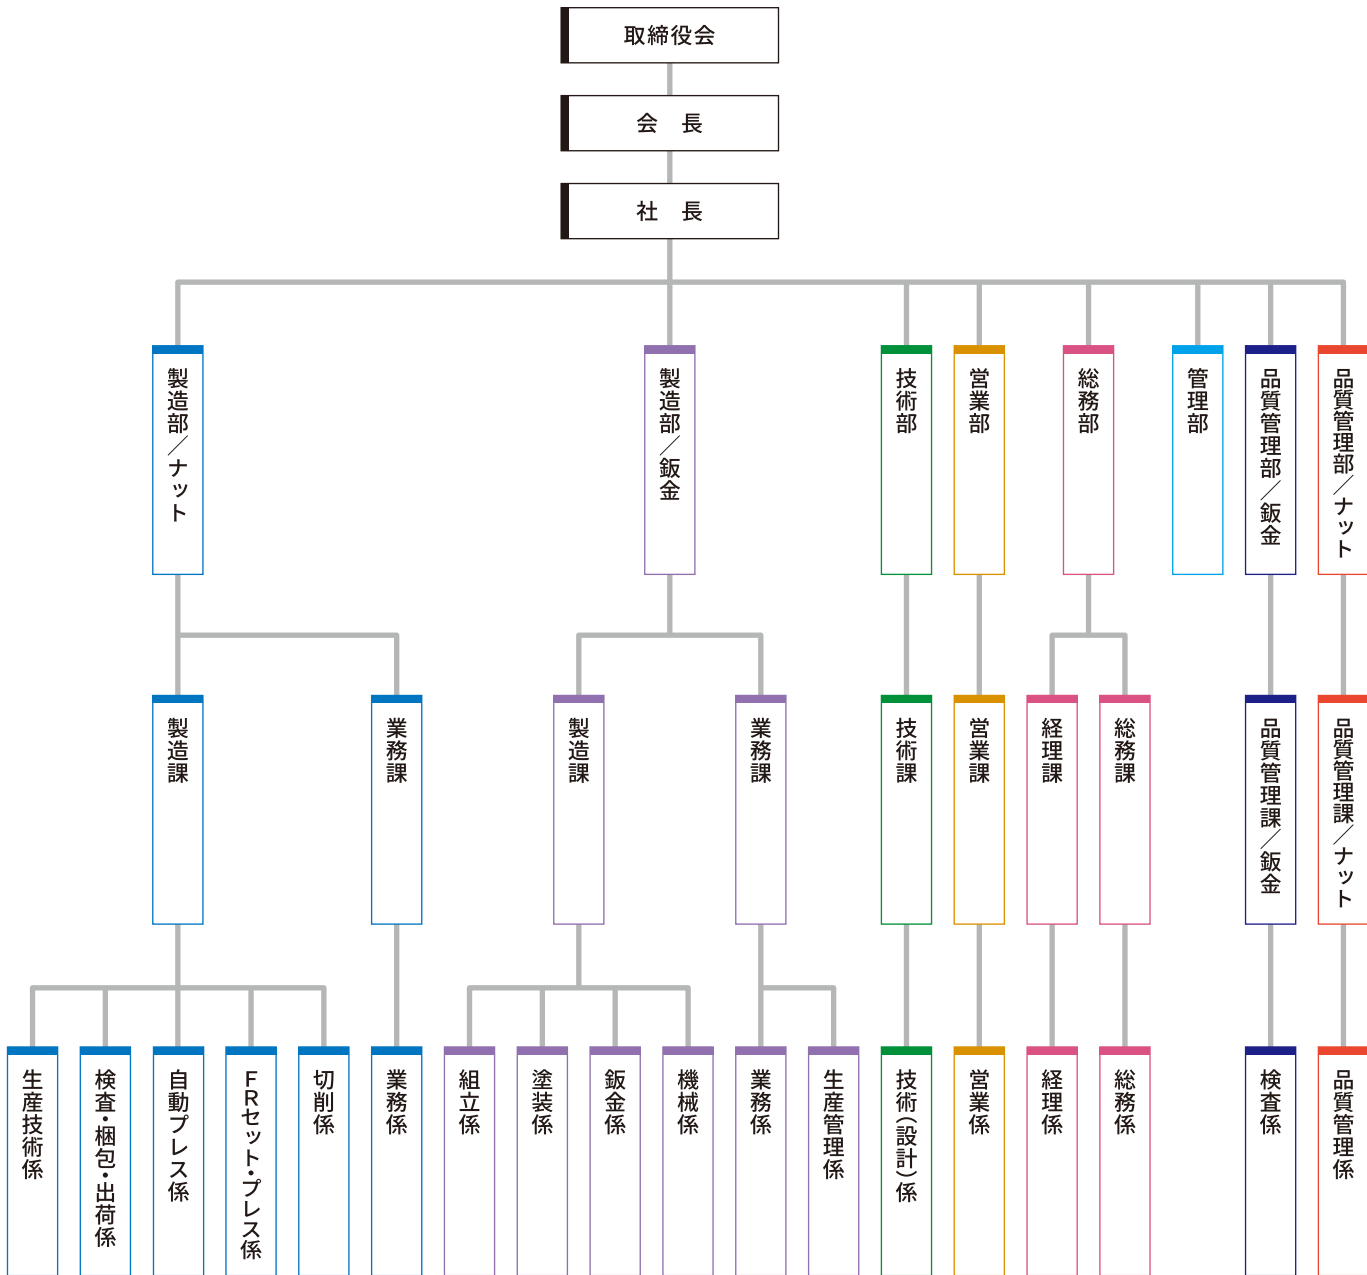 取締役会
会　長
社　長
製造部／ナット
製造部／鈑金
技術部
営業部
総務部
管理部
品質管理部／鈑金
品質管理部／ナット
製造課
業務課
製造課
業務課
技術課
営業課
経理課
総務課
品質管理課／鈑金
品質管理課／ナット
生産技術係
検査・梱包・出荷係
自動プレス係
FRセット・プレス係
切削係
業務係
組立係
塗装係
鈑金係
機械係
業務係
生産管理係
技術（設計）係
営業係
経理係
総務係
検査係
品質管理係